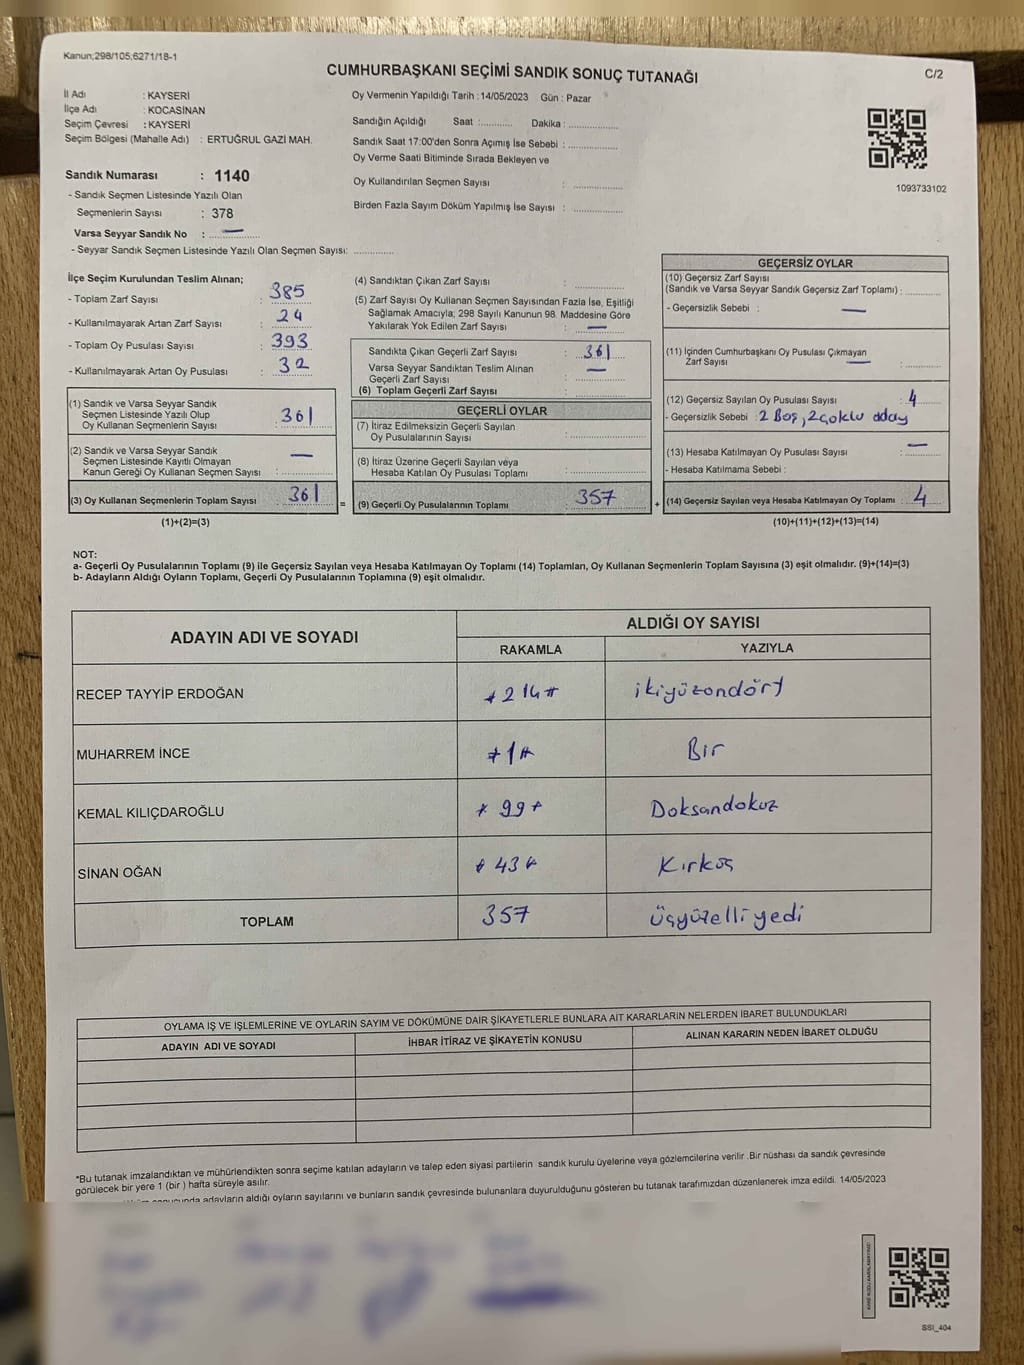 Kanun;298/105,6271/18-1
CUMHURBAŞKANI SEÇİMİ SANDIK SONUÇ TUTANAĞI
C/2
İl Adı : KAYSERİ
İlçe Adı : KOCASİNAN
Seçim Çevresi : KAYSERİ
Seçim Bölgesi (Mahalle Adı) : ERTUĞRUL GAZİ MAH.
Oy Vermenin Yapıldığı Tarih : 14/05/2023 Gün : Pazar
Sandığın Açıldığı Saat :............ Dakika :................
Sandık Saat 17:00'den Sonra Açımış İse Sebebi :................
Oy Verme Saati Bitiminde Sırada Bekleyen ve
Oy Kullandırılan Seçmen Sayısı :................
Birden Fazla Sayım Döküm Yapılmış İse Sayısı :................
1093733102
Sandık Numarası : 1140
- Sandık Seçmen Listesinde Yazılı Olan
Seçmenlerin Sayısı : 378
Varsa Seyyar Sandık No : —
- Seyyar Sandık Seçmen Listesinde Yazılı Olan Seçmen Sayısı: ............
İlçe Seçim Kurulundan Teslim Alınan;
- Toplam Zarf Sayısı : 385
- Kullanılmayarak Artan Zarf Sayısı : 24
- Toplam Oy Pusulası Sayısı : 393
- Kullanılmayarak Artan Oy Pusulası : 32
(1) Sandık ve Varsa Seyyar Sandık
Seçmen Listesinde Yazılı Olup
Oy Kullanan Seçmenlerin Sayısı : 361
(2) Sandık ve Varsa Seyyar Sandık
Seçmen Listesinde Kayıtlı Olmayan
Kanun Gereği Oy Kullanan Seçmen Sayısı : —
(3) Oy Kullanan Seçmenlerin Toplam Sayısı 361
(1)+(2)=(3)
=
(4) Sandıktan Çıkan Zarf Sayısı :............
(5) Zarf Sayısı Oy Kullanan Seçmen Sayısından Fazla İse, Eşitliği
Sağlamak Amacıyla, 298 Sayılı Kanunun 98. Maddesine Göre
Yakılarak Yok Edilen Zarf Sayısı : —
Sandıkta Çıkan Geçerli Zarf Sayısı : 361
Varsa Seyyar Sandıktan Teslim Alınan —
Geçerli Zarf Sayısı :............
(6) Toplam Geçerli Zarf Sayısı :............
GEÇERLİ OYLAR
(7) İtiraz Edilmeksizin Geçerli Sayılan
Oy Pusulalarının Sayısı :................
(8) İtiraz Üzerine Geçerli Sayılan veya
Hesaba Katılan Oy Pusulası Toplamı :................
(9) Geçerli Oy Pusulalarının Toplamı : 357
+
GEÇERSİZ OYLAR
(10) Geçersiz Zarf Sayısı
(Sandık ve Varsa Seyyar Sandık Geçersiz Zarf Toplamı) :............
- Geçersizlik Sebebi : —
(11) İçinden Cumhurbaşkanı Oy Pusulası Çıkmayan
Zarf Sayısı — :............
(12) Geçersiz Sayılan Oy Pusulası Sayısı : 4
- Geçersizlik Sebebi : 2 Boş, 2 çoklu aday
(13) Hesaba Katılmayan Oy Pusulası Sayısı : —
- Hesaba Katılmama Sebebi :
(14) Geçersiz Sayılan veya Hesaba Katılmayan Oy Toplamı 4
(10)+(11)+(12)+(13)=(14)
NOT:
a- Geçerli Oy Pusulalarının Toplamı (9) ile Geçersiz Sayılan veya Hesaba Katılmayan Oy Toplamı (14) Toplamları, Oy Kullanan Seçmenlerin Toplam Sayısına (3) eşit olmalıdır. (9)+(14)=(3)
b- Adayların Aldığı Oyların Toplamı, Geçerli Oy Pusulalarının Toplamına (9) eşit olmalıdır.
ADAYIN ADI VE SOYADI
ALDIĞI OY SAYISI
RAKAMLA YAZIYLA
RECEP TAYYİP ERDOĞAN #214# ikiyüzondört
MUHARREM İNCE #1# Bir
KEMAL KILIÇDAROĞLU #99# Doksandokuz
SİNAN OĞAN #43# Kırküç
TOPLAM 357 Üçyüzelliyedi
OYLAMA İŞ VE İŞLEMLERİNE VE OYLARIN SAYIM VE DÖKÜMÜNE DAİR ŞİKAYETLERLE BUNLARA AİT KARARLARIN NELERDEN İBARET BULUNDUKLARI
ADAYIN ADI VE SOYADI İHBAR İTİRAZ VE ŞİKAYETİN KONUSU ALINAN KARARIN NEDEN İBARET OLDUĞU
*Bu tutanak imzalandıktan ve mühürlendikten sonra seçime katılan adayların ve talep eden siyasi partilerin sandık kurulu üyelerine veya gözlemcilerine verilir .Bir nüshası da sandık çevresinde
görülecek bir yere 1 (bir ) hafta süreyle asılır.
sonucunda adayların aldığı oyların sayılarını ve bunların sandık çevresinde bulunanlara duyurulduğunu gösteren bu tutanak tarafımızdan düzenlenerek imza edildi. 14/05/2023
SSI_404